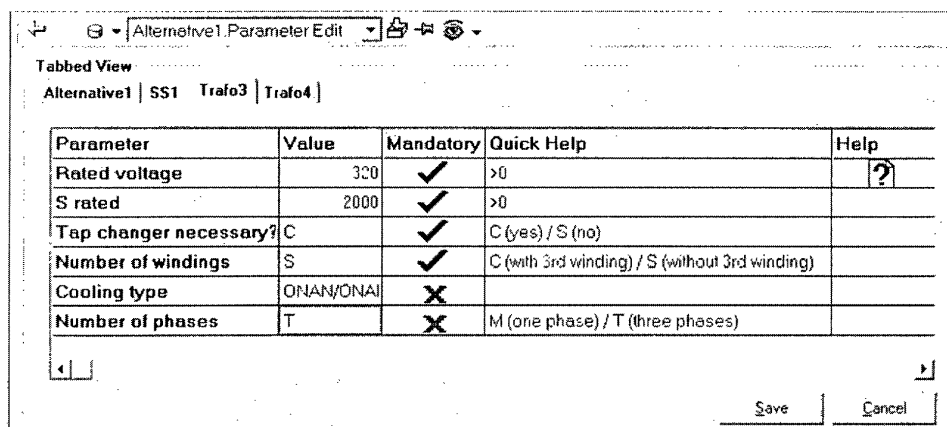 Alternative1.Parameter Edit
Tabbed View
Alternative1 | SS1 Trafo3 | Trafo4 |
Parameter Value Mandatory Quick Help Help
Rated voltage >0 ?
S rated 2000 >0
Tap changer necessary? C C (yes) / S (no)
Number of windings S C (with 3rd winding) / S (without 3rd winding)
Cooling type ONAN/ONAI
Number of phases T M (one phase) / T (three phases)
Save Cancel